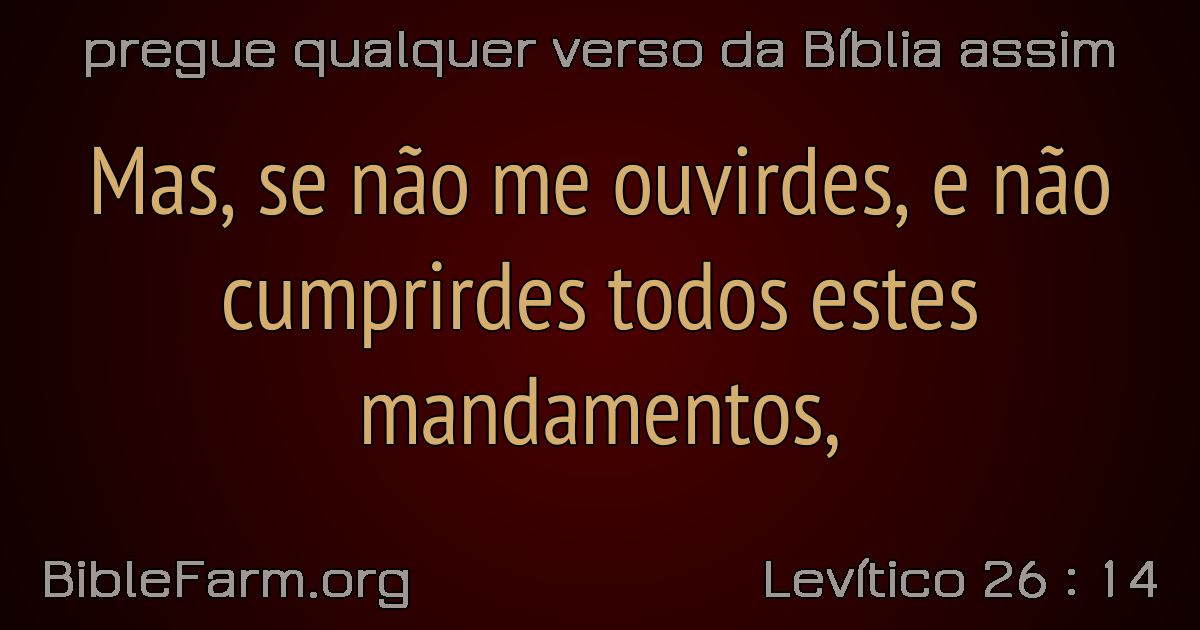 pregue qualquer verso da Bíblia assim
Mas, se não me ouvirdes, e não
cumprirdes todos estes
mandamentos,
BibleFarm.org
Levítico 26 : 14